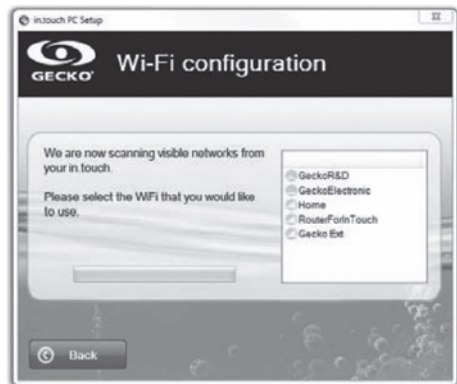 in.touch PC Setup
GECKO
Wi-Fi configuration
We are now scanning visible networks from
your in.touch.
Please select the WiFi that you would like
to use.
GeckoR&D
GeckoElectronic
Home
RouterForInTouch
Gecko Ext
Back